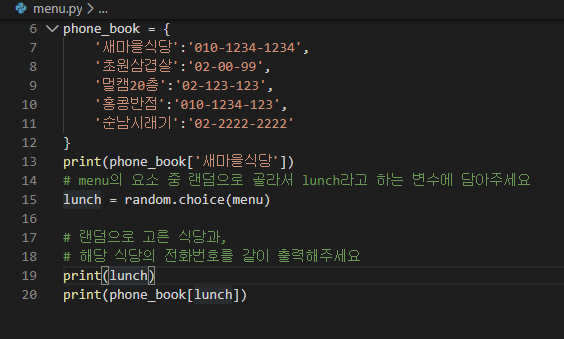 menu.py > ...
6 phone_book = {
7 '새마을식당':'010-1234-1234',
8 '초원삼겹살':'02-00-99',
9 '멀캠20층':'02-123-123',
10 '홍콩반점':'010-1234-123',
11 '순남시래기':'02-2222-2222'
12 }
13 print(phone_book['새마을식당'])
14 # menu의 요소 중 랜덤으로 골라서 lunch라고 하는 변수에 담아주세요
15 lunch = random.choice(menu)
16
17 # 랜덤으로 고른 식당과,
18 # 해당 식당의 전화번호를 같이 출력해주세요
19 print(lunch)
20 print(phone_book[lunch])